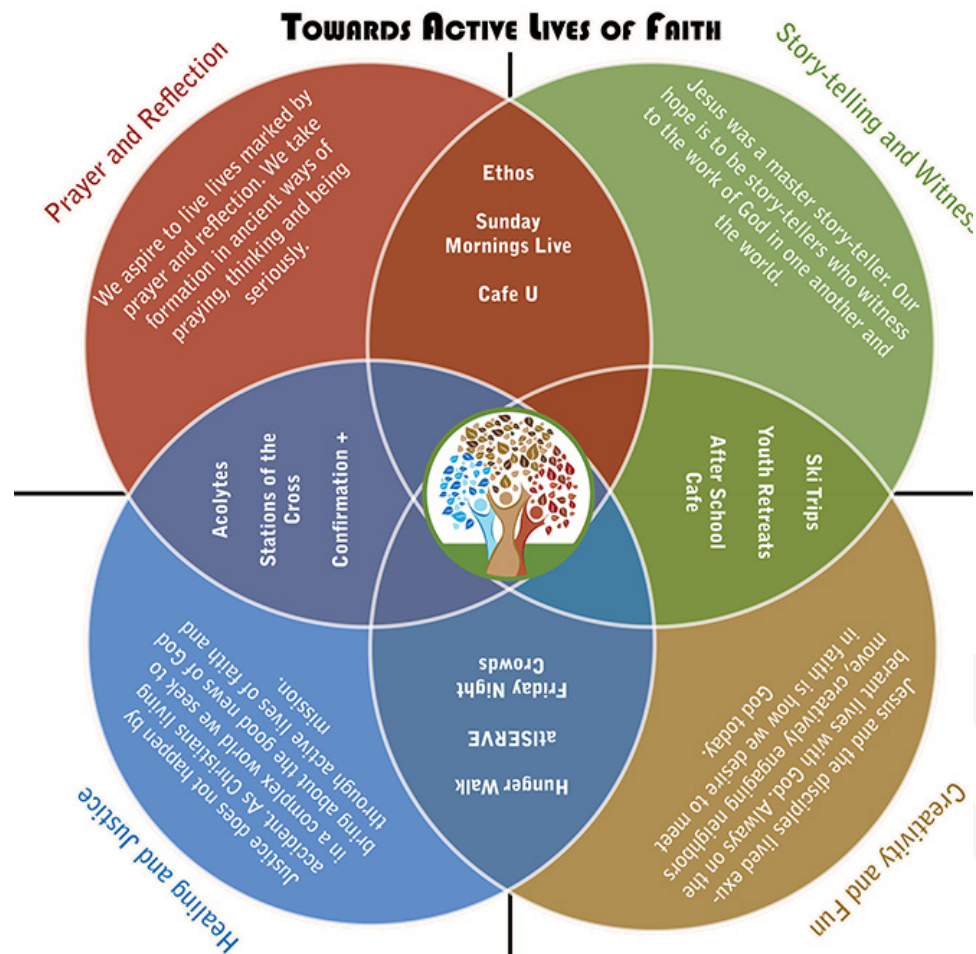 TOWARDS ACTIVE LIVES OF FAITH
Prayer and Reflection
We aspire to live lives marked by
prayer and reflection. We take
formation in ancient ways of
praying, thinking and being
seriously.
Ethos
Sunday
Mornings Live
Cafe U
Story-telling and Witness
Jesus was a master story-teller. Our
hope is to be story-tellers who witness
to the work of God in one another and
the world.
Acolytes
Stations of the
Cross
Confirmation +
Ski Trips
Youth Retreats
After School
Cafe
Healing and Justice
Justice does not happen by
accident. As Christians living
in a complex world we seek to
bring about the good news of God
through active lives of faith and
mission.
Hunger Walk
atiSERVE
Friday Night
Crowds
Creativity and Fun
Jesus and the disciples lived exu-
berant lives with God. Always on the
move, creatively engaging neighbors
in faith is how we desire to meet
God today.